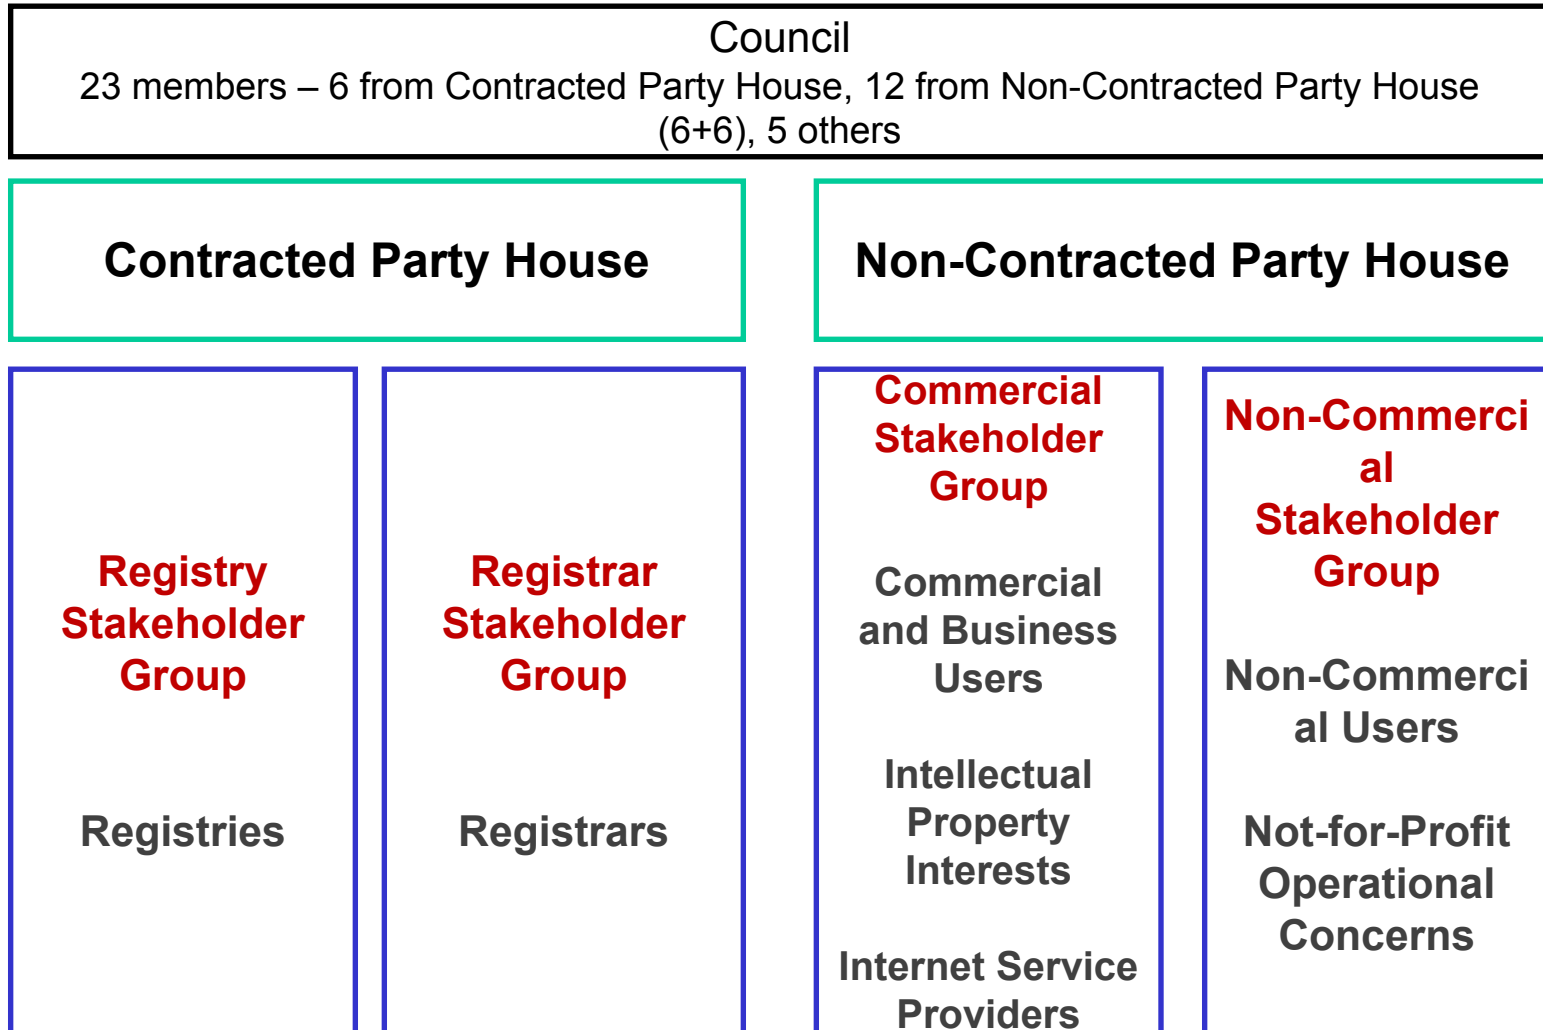 Council
23 members – 6 from Contracted Party House, 12 from Non-Contracted Party House
(6+6), 5 others
Contracted Party House
Non-Contracted Party House
Registry
Stakeholder
Group
Registries
Registrar
Stakeholder
Group
Registrars
Commercial
Stakeholder
Group
Commercial
and Business
Users
Intellectual
Property
Interests
Internet Service
Providers
Non-Commerci
al
Stakeholder
Group
Non-Commerci
al Users
Not-for-Profit
Operational
Concerns